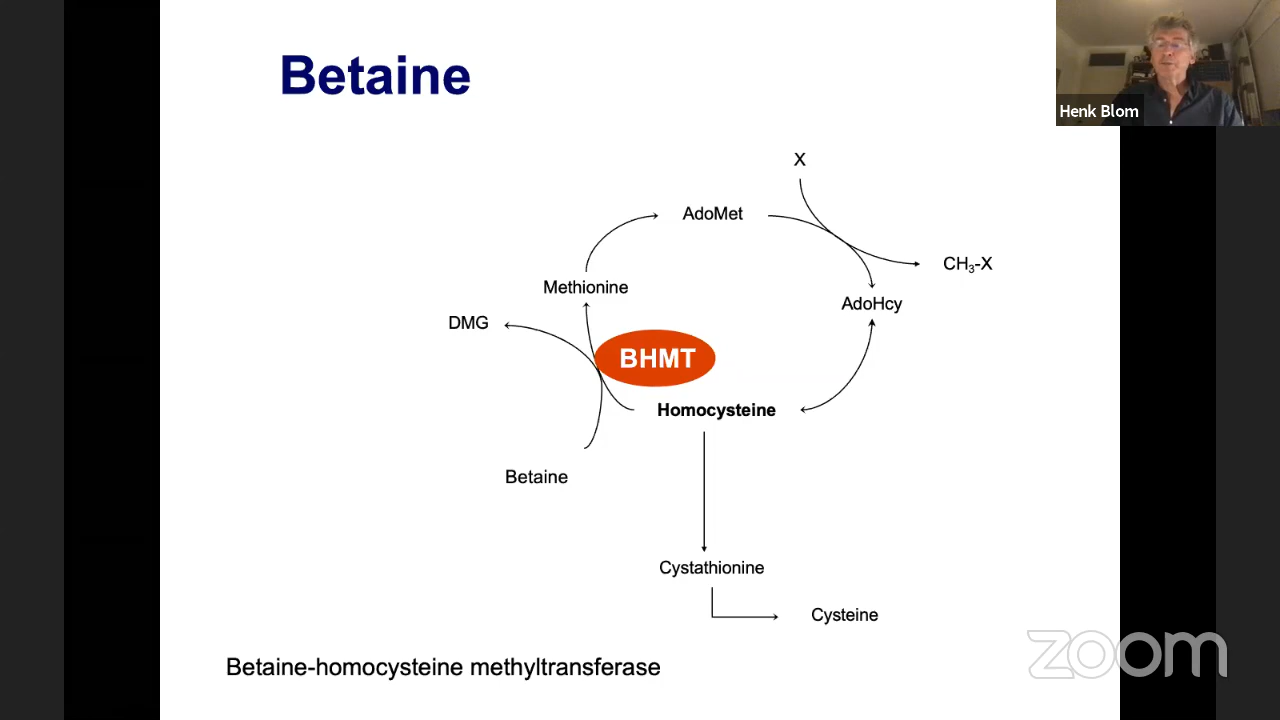 Betaine
Henk Blom
X
AdoMet
CH₃-X
Methionine
AdoHcy
DMG
BHMT
Homocysteine
Betaine
Cystathionine
Cysteine
Betaine-homocysteine methyltransferase
zoom